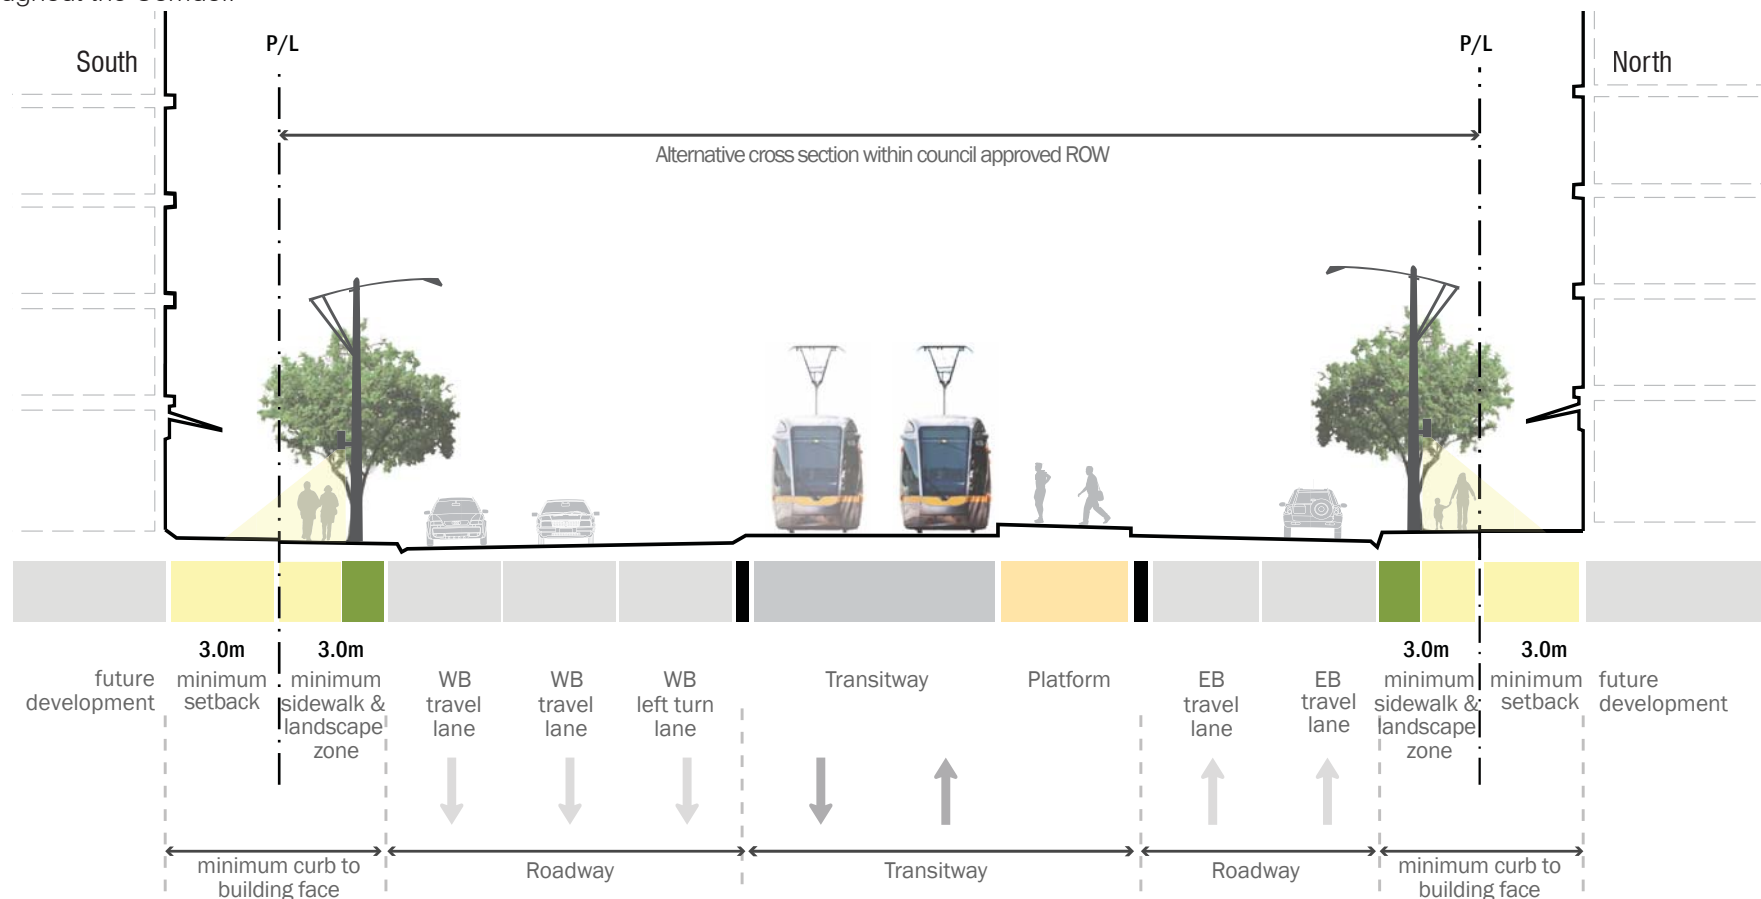 South
P/L
P/L
North
Alternative cross section within council approved ROW
3.0m
3.0m
3.0m
3.0m
future
development
minimum
setback
minimum
sidewalk &
landscape
zone
WB
travel
lane
WB
travel
lane
WB
left turn
lane
Transitway
Platform
EB
travel
lane
EB
travel
lane
minimum
sidewalk &
landscape
zone
minimum
setback
future
development
minimum curb to
building face
Roadway
Transitway
Roadway
minimum curb to
building face